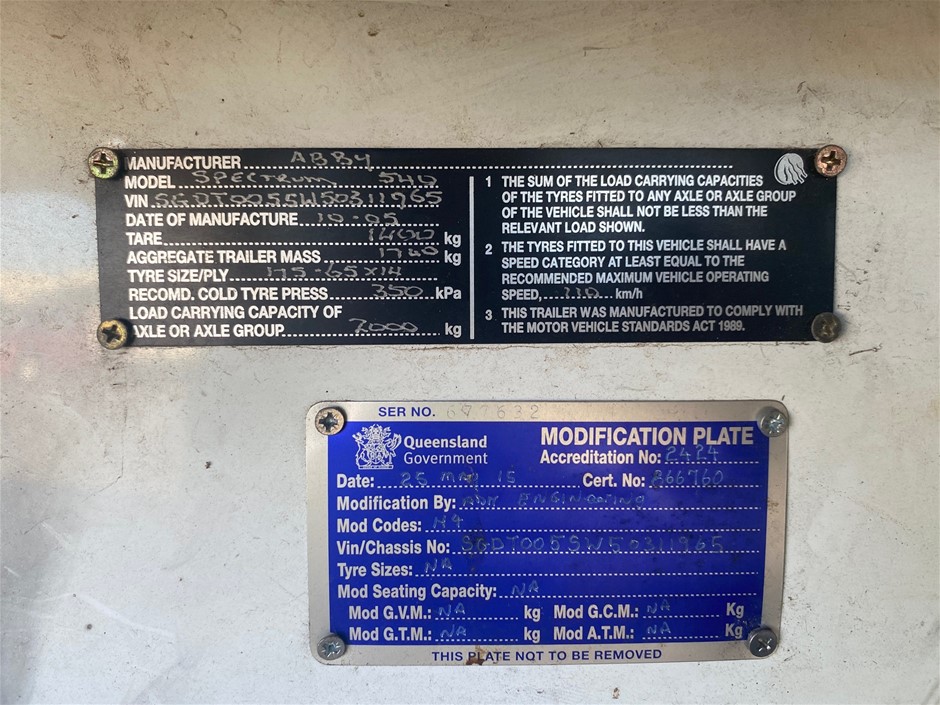 MANUFACTURER ABBY
MODEL SPECTRUM 540
VIN SGDT005SW50311965
DATE OF MANUFACTURE 10-05
TARE 1400 kg
AGGREGATE TRAILER MASS kg
TYRE SIZE/PLY 175-65x14
RECOMD. COLD TYRE PRESS 350 kPa
LOAD CARRYING CAPACITY OF
AXLE OR AXLE GROUP 2000 kg
1 THE SUM OF THE LOAD CARRYING CAPACITIES
OF THE TYRES FITTED TO ANY AXLE OR AXLE GROUP
OF THE VEHICLE SHALL NOT BE LESS THAN THE
RELEVANT LOAD SHOWN.
2 THE TYRES FITTED TO THIS VEHICLE SHALL HAVE A
SPEED CATEGORY AT LEAST EQUAL TO THE
RECOMMENDED MAXIMUM VEHICLE OPERATING
SPEED, 110 km/h
3 THIS TRAILER WAS MANUFACTURED TO COMPLY WITH
THE MOTOR VEHICLE STANDARDS ACT 1989.
SER NO.
Queensland
Government
MODIFICATION PLATE
Accreditation No: 2424
Date: 25 MAY 15 Cert. No: 866760
Modification By: ENGINEERING
Mod Codes:
Vin/Chassis No: SGDT005SW50311965
Tyre Sizes: NA
Mod Seating Capacity: NA
Mod G.V.M.: NA kg Mod G.C.M.: NA Kg
Mod G.T.M.: NA kg Mod A.T.M.: NA Kg
THIS PLATE NOT TO BE REMOVED